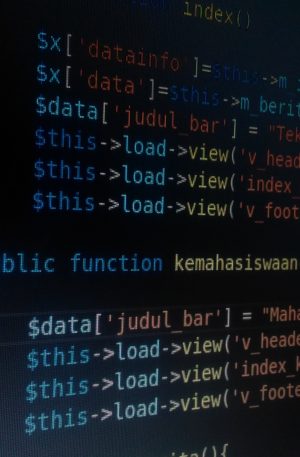 function index()
$x['datainfo']=$this->m_
$x['data']=$this->m_berit
$data['judul_bar'] = "Tek
$this->load->view('v_head
$this->load->view('index_
$this->load->view('v_foot
blic function kemahasiswaan
$data['judul_bar'] = "Maha
$this->load->view('v_heade
$this->load->view('index_k
$this->load->view('v_foote